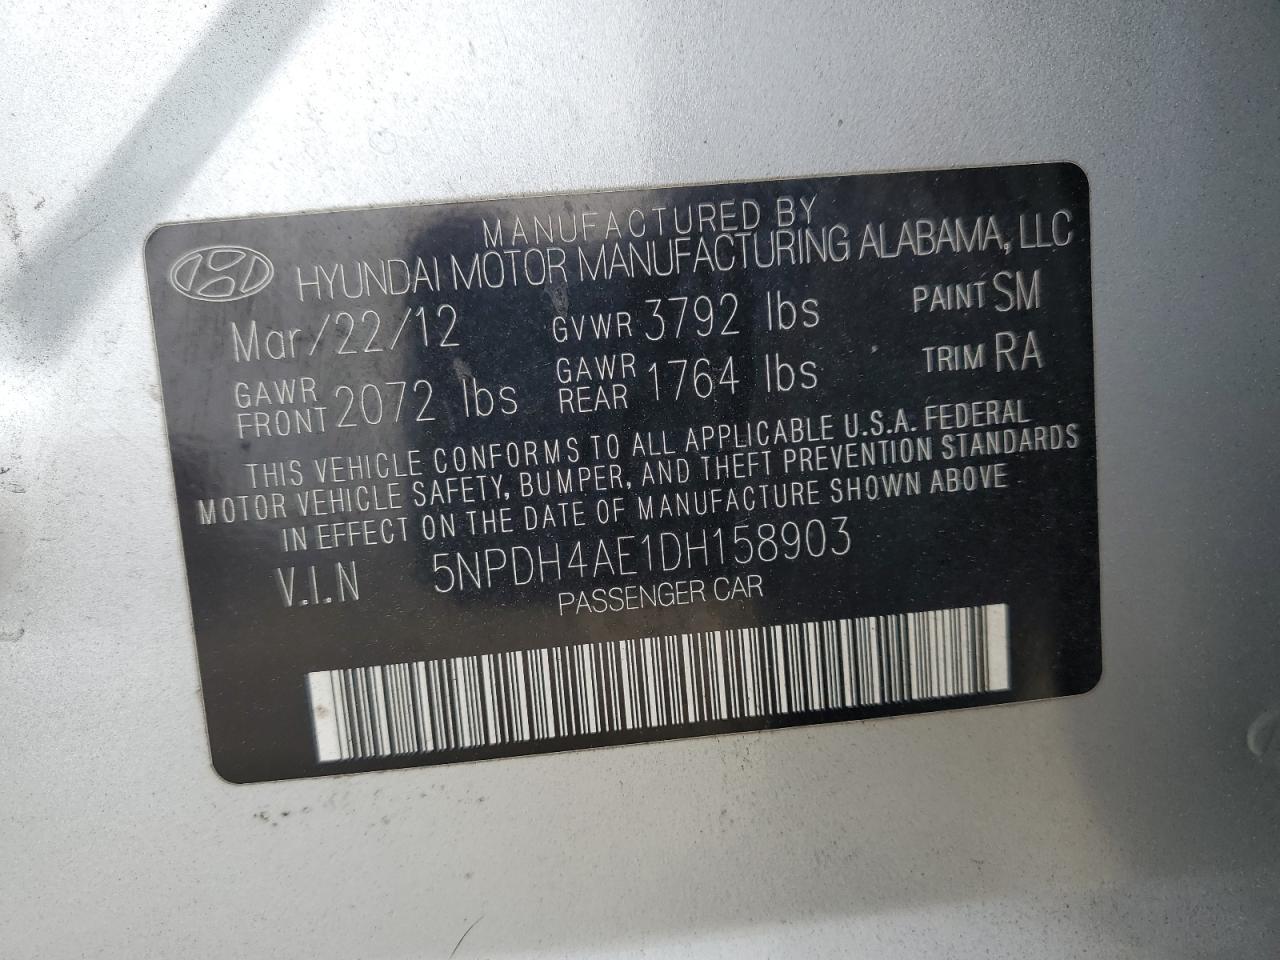 MANUFACTURED BY
HYUNDAI MOTOR MANUFACTURING ALABAMA, LLC
Mar/22/12 GVWR 3792 lbs PAINT SM
GAWR FRONT 2072 lbs GAWR REAR 1764 lbs TRIM RA
THIS VEHICLE CONFORMS TO ALL APPLICABLE U.S.A. FEDERAL
MOTOR VEHICLE SAFETY, BUMPER, AND THEFT PREVENTION STANDARDS
IN EFFECT ON THE DATE OF MANUFACTURE SHOWN ABOVE
V.I.N 5NPDH4AE1DH158903
PASSENGER CAR